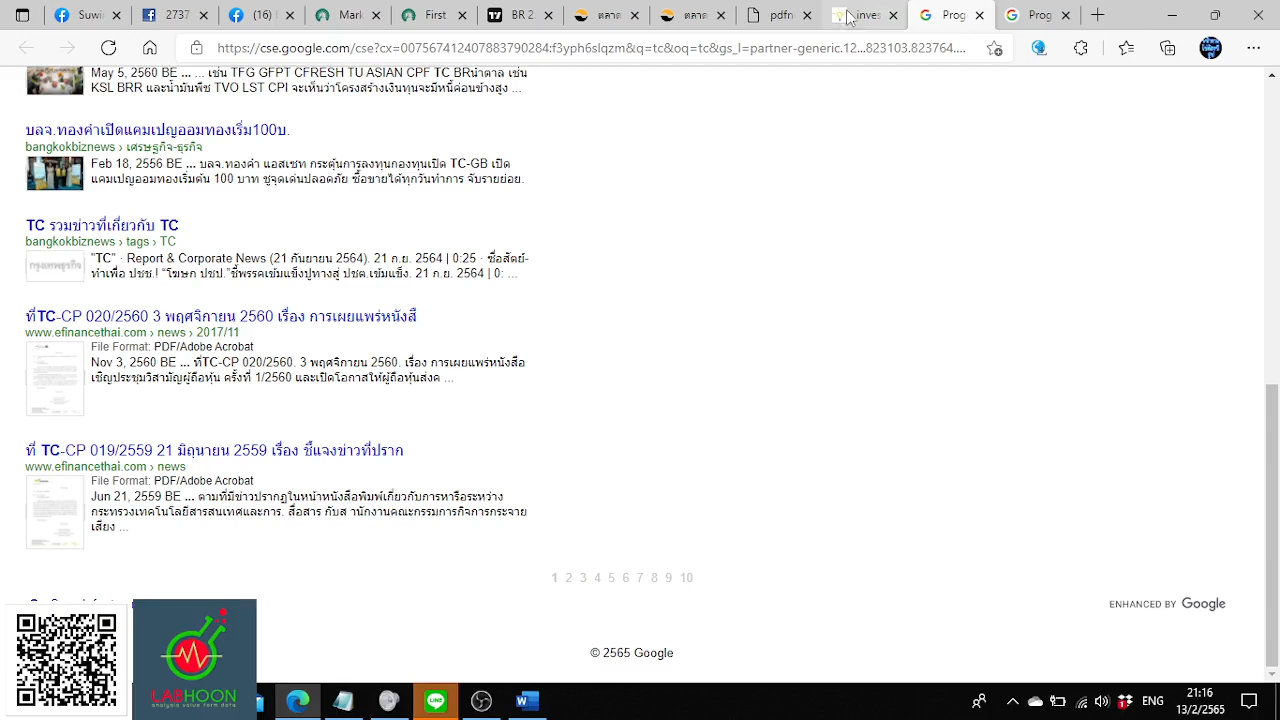 First
First
BR 2
25652
25652
.pdf
inves
Prog
Prog
https://cse.google.com/cse?cx=007567412407883790284:f3yph6slqzm&q=tc&oq=tc&gs_l=partner-generic.12...823103.823764....
May 5, 2560 BE ... ... เช่น TFG GFPT CFRESH TU ASIAN CPF TC BRน้ำตาล เช่น
KSL BRR และน้ำมันพืช TVO LST CPI จะเห็นว่าโครงสร้างเงินทุนจะมีหนี้ค่อนข้างสูง ...
บลจ.ทองคำเปิดแคมเปญออมทองเริ่ม100บ.
bangkokbiznews › เศรษฐกิจ-ธุรกิจ
Feb 18, 2556 BE ... บลจ.ทองคำ แอสเซท กระตุ้นการลงทุนกองทุนเปิด TC-GB เปิด
แคมเปญออมทองเริ่มต้น 100 บาท ชูจุดเด่นปลอดภัย ซื้อขายได้ทุกวันทำการ จับรายย่อย.
TC รวมข่าวที่เกี่ยวกับ TC
bangkokbiznews › tags › TC
"TC" · Report & Corporate News (21 กันยายน 2564). 21 ก.ย. 2564 | 0:29 · ซอสลีย์-
ทำเพื่อ ปชช.! “โฆษก ปชป.”ชี้พรรคเข้มแข็งปูทางสู่ ปชต.เข้มแข็ง. 21 ก.ย. 2564 | 0: ...
กรุงเทพธุรกิจ
ที่TC-CP 020/2560 3 พฤศจิกายน 2560 เรื่อง การเผยแพร่หนังสื
www.efinancethai.com › news › 2017/11
File Format: PDF/Adobe Acrobat
Nov 3, 2560 BE ... ที่TC-CP 020/2560. 3 พฤศจิกายน 2560. เรื่อง การเผยแพร่หนังสือ
เชิญประชุมวิสามัญผู้ถือหุ้น ครั้งที่ 1/2560 และเปิดโอกาสให้ผู้ถือหุ้นส่งค ...
ที่ TC-CP 019/2559 21 มิถุนายน 2559 เรื่อง ชี้แจงข่าวที่ปราก
www.efinancethai.com › news
File Format: PDF/Adobe Acrobat
Jun 21, 2559 BE ... ตามที่มีข่าวปรากฏในทางหนังสือพิมพ์เกี่ยวกับการหารือระหว่าง
กระทรวงเทคโนโลยีสารสนเทศและการ. สื่อสาร กับส านักงานคณะกรรมการกิจการกระจาย
เสียง ...
1 2 3 4 5 6 7 8 9 10
ENHANCED BY Google
© 2565 Google
LABHOON
analysis value form data
LINE
ENG
21:16
13/2/2565